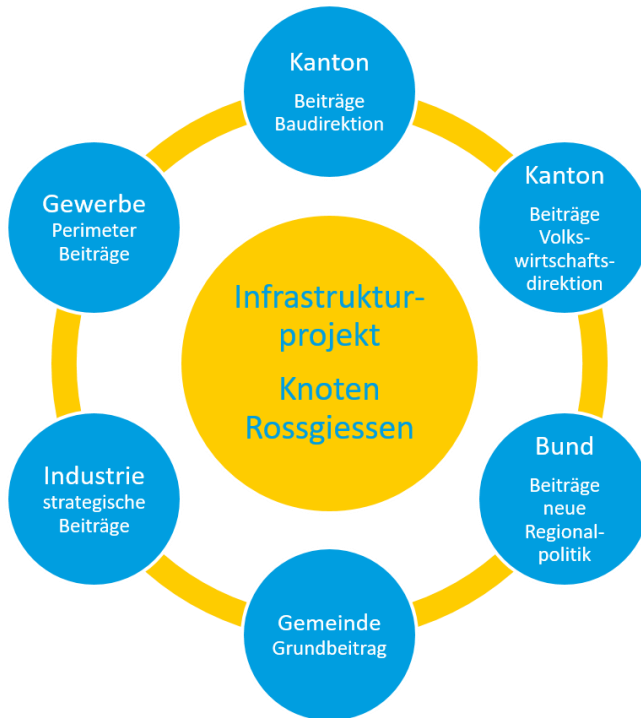 Kanton
Beiträge
Baudirektion
Kanton
Beiträge
Volks-
wirtschafts-
direktion
Bund
Beiträge
neue
Regional-
politik
Gemeinde
Grundbeitrag
Industrie
strategische
Beiträge
Gewerbe
Perimeter
Beiträge
Infrastruktur-
projekt
Knoten
Rossgiessen